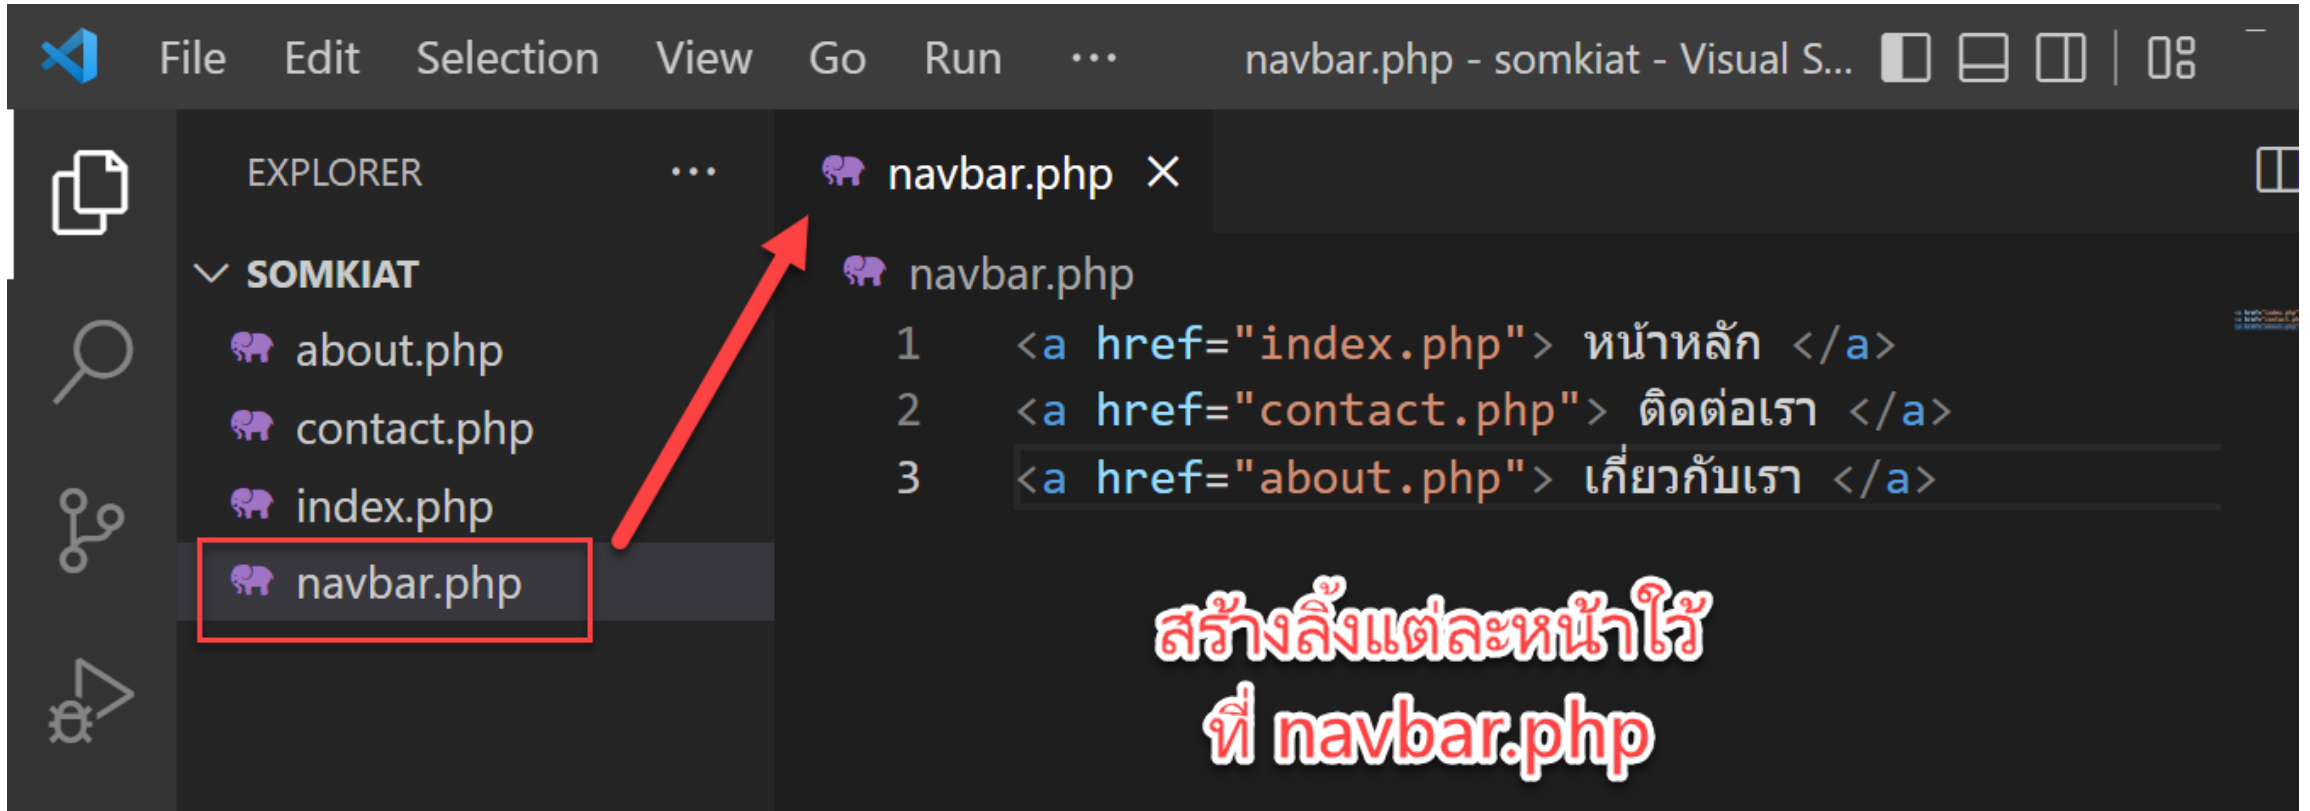 File Edit Selection View Go Run ··· navbar.php - somkiat - Visual S...
EXPLORER ···
SOMKIAT
about.php
contact.php
index.php
navbar.php
navbar.php
navbar.php
1 <a href="index.php"> หน้าหลัก </a>
2 <a href="contact.php"> ติดต่อเรา </a>
3 <a href="about.php"> เกี่ยวกับเรา </a>
สร้างลิ้งแต่ละหน้าใว้
ที่ navbar.php